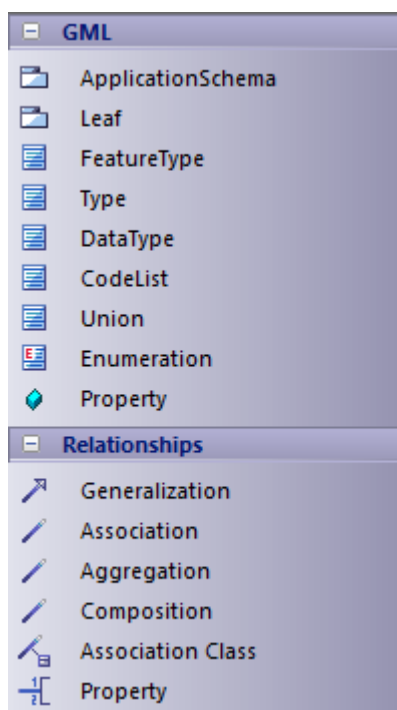 GML
ApplicationSchema
Leaf
FeatureType
Type
DataType
CodeList
Union
Enumeration
Property
Relationships
Generalization
Association
Aggregation
Composition
Association Class
Property